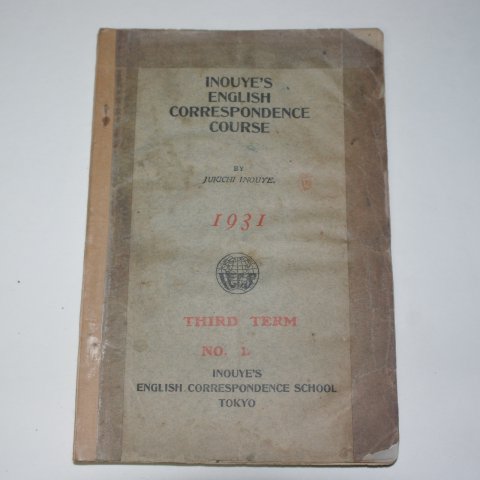 INOUYE'S
ENGLISH
CORRESPONDENCE
COURSE
BY
JUKICHI INOUYE.
1931
THIRD TERM
NO. 1.
INOUYE'S
ENGLISH CORRESPONDENCE SCHOOL
TOKYO